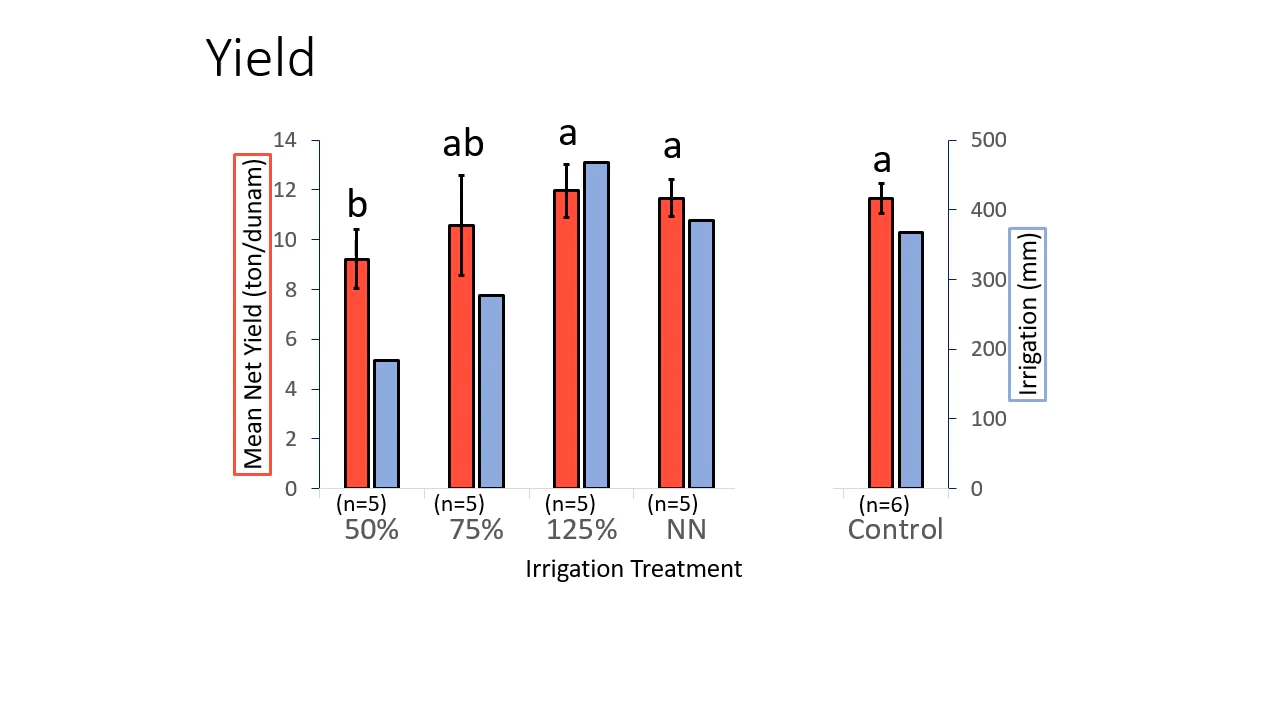 Yield
Mean Net Yield (ton/dunam)
14
12
10
8
6
4
2
0
b
ab
a
a
a
500
400
300
200
100
0
Irrigation (mm)
(n=5) (n=5) (n=5) (n=5) (n=6)
50% 75% 125% NN Control
Irrigation Treatment